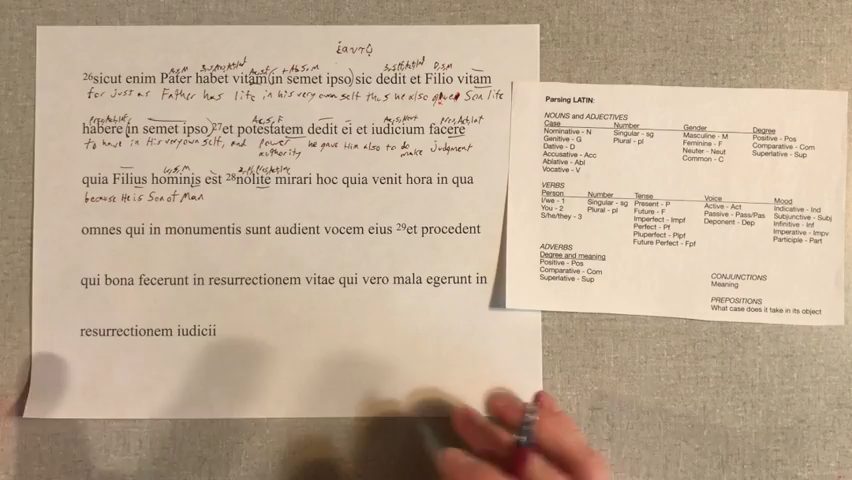 ἑαυτῷ
26sicut enim Pater habet vitam in semet ipso) sic dedit et Filio vitam
for just as Father has life in his very own self thus he also gave Son life
habere (in semet ipso) 27et potestatem dedit ei et iudicium facere
to have in His very own self, and power he gave Him also to do judgment
authority make
quia Filius hominis est 28nolite mirari hoc quia venit hora in qua
because He is Son of Man
omnes qui in monumentis sunt audient vocem eius 29et procedent
qui bona fecerunt in resurrectionem vitae qui vero mala egerunt in
resurrectionem iudicii
Parsing LATIN:
NOUNS and ADJECTIVES
Case Number Gender Degree
Nominative - N Singular - sg Masculine - M Positive - Pos
Genitive - G Plural - pl Feminine - F Comparative - Com
Dative - D Neuter - Neut Superlative - Sup
Accusative - Acc Common - C
Ablative - Abl
Vocative - V
VERBS
Person Number Tense Voice Mood
I/we - 1 Singular - sg Present - P Active - Act Indicative - Ind
You - 2 Plural - pl Future - F Passive - Pass/Pas Subjunctive - Subj
S/he/they - 3 Imperfect - Impf Deponent - Dep Infinitive - Inf
Perfect - Pf Imperative - Impv
Pluperfect - Plpf Participle - Part
Future Perfect - Fpf
ADVERBS
Degree and meaning
Positive - Pos
Comparative - Com
Superlative - Sup
CONJUNCTIONS
Meaning
PREPOSITIONS
What case does it take in its object